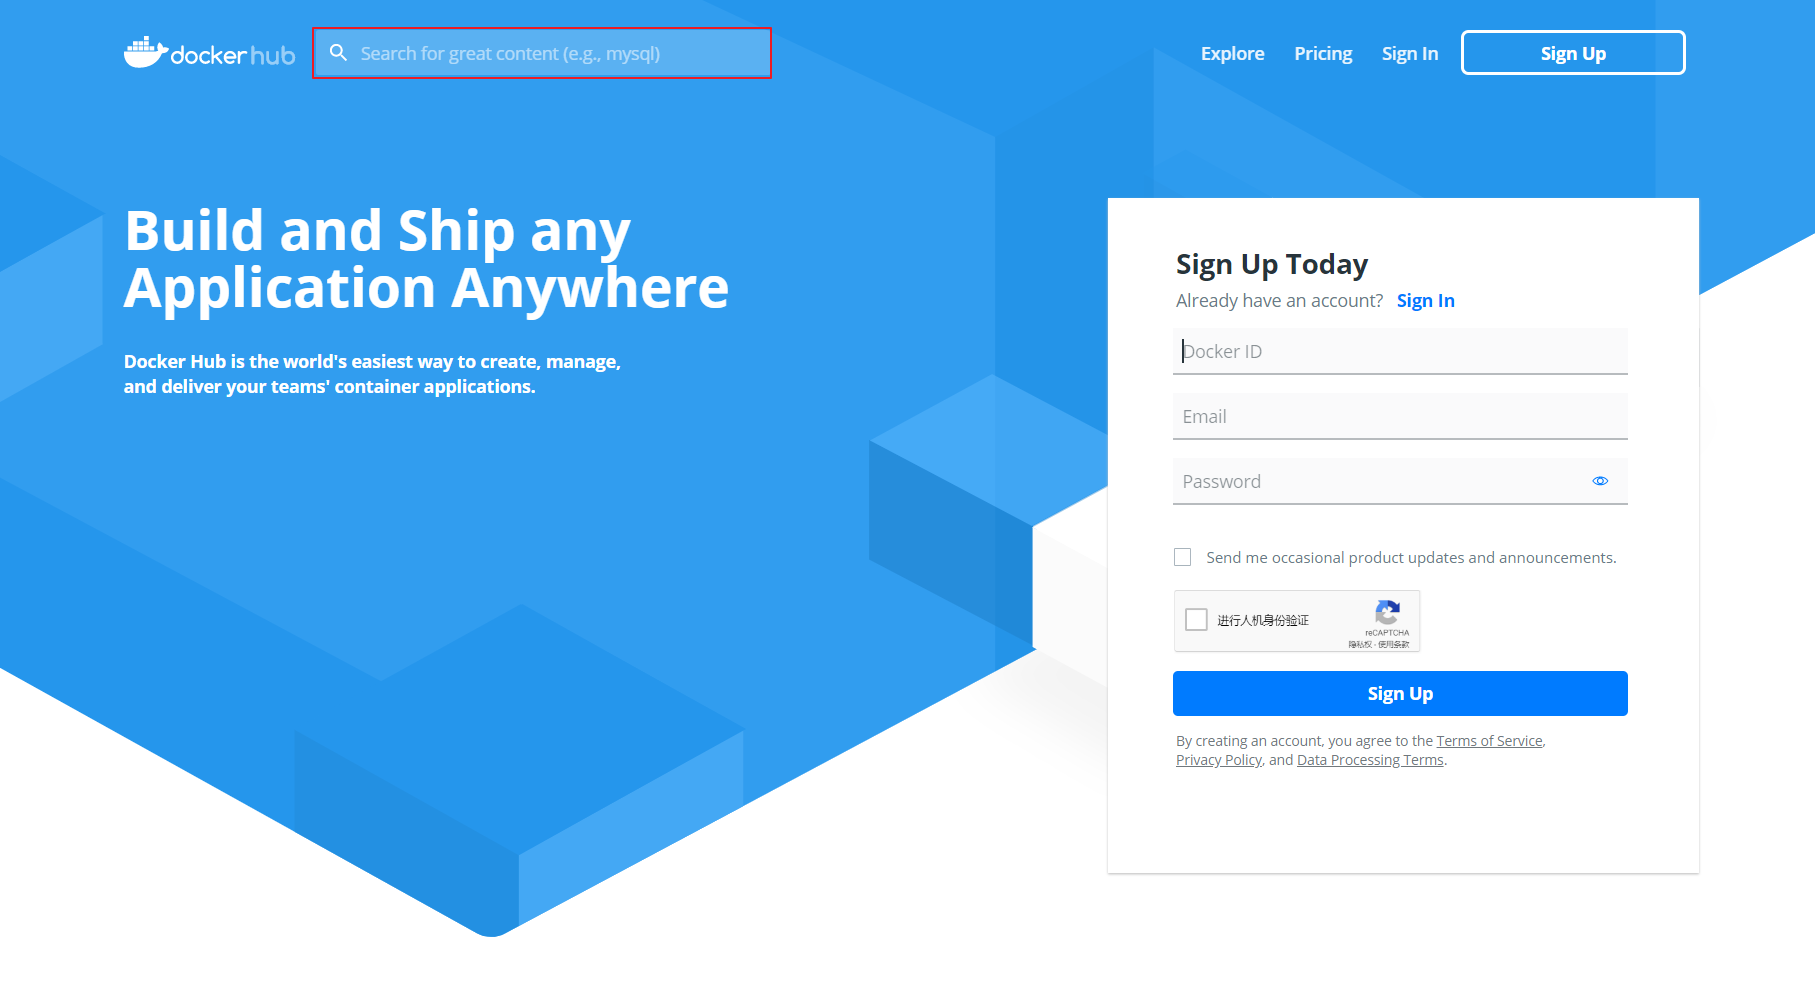 docker hub
Search for great content (e.g., mysql)
Explore
Pricing
Sign In
Sign Up
Build and Ship any
Application Anywhere
Docker Hub is the world's easiest way to create, manage,
and deliver your teams' container applications.
Sign Up Today
Already have an account? Sign In
Docker ID
Email
Password
Send me occasional product updates and announcements.
进行人机身份验证
reCAPTCHA
隐私权 - 使用条款
Sign Up
By creating an account, you agree to the Terms of Service,
Privacy Policy, and Data Processing Terms.